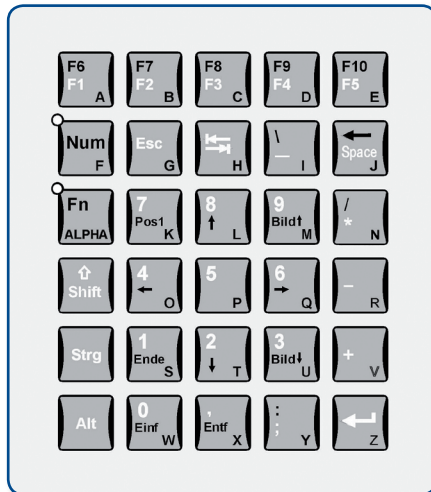 F6 F7 F8 F9 F10
F1 A F2 B F3 C F4 D F5 E
Num F Esc G H \ _ I ← Space J
Fn ALPHA 7 Pos1 K 8 ↑ L 9 Bild↑ M / * N
⇧ Shift 4 ← O 5 P 6 → Q - R
Strg 1 Ende S 2 ↓ T 3 Bild↓ U + V
Alt 0 Einf W , Entf X : ; Y Z